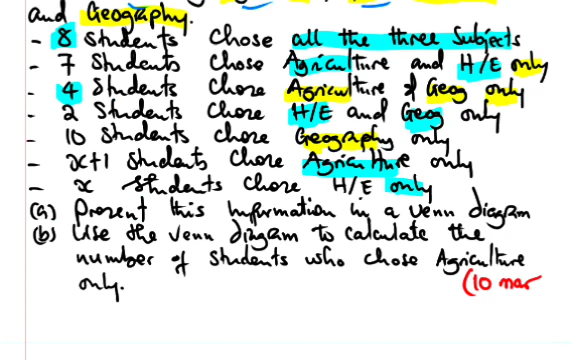 and Geography.
- 8 Students chose all the three Subjects
- 7 Students chose Agriculture and H/E only
- 4 Students chose Agricul & Geog only
- 2 Students chose H/E and Geog only
- 10 Students chose Geography only
- x+1 Students chose Agriculture only
- x Students chose H/E only
(a) Present this information in a venn diagram
(b) Use the venn diagram to calculate the
number of students who chose Agriculture
only. (10 mar